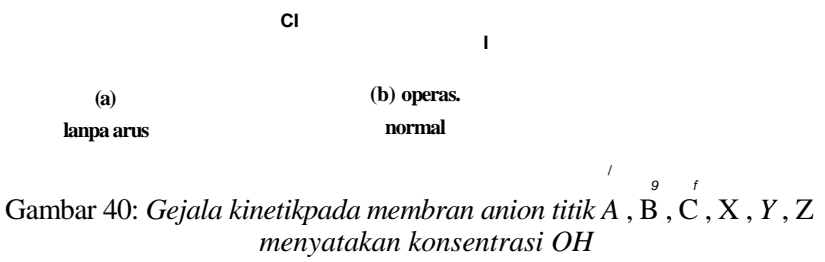 Cl
I
(a)
(b) operas.
lanpa arus
normal
/
9 f
Gambar 40: Gejala kinetikpada membran anion titik A , B , C , X , Y , Z
menyatakan konsentrasi OH